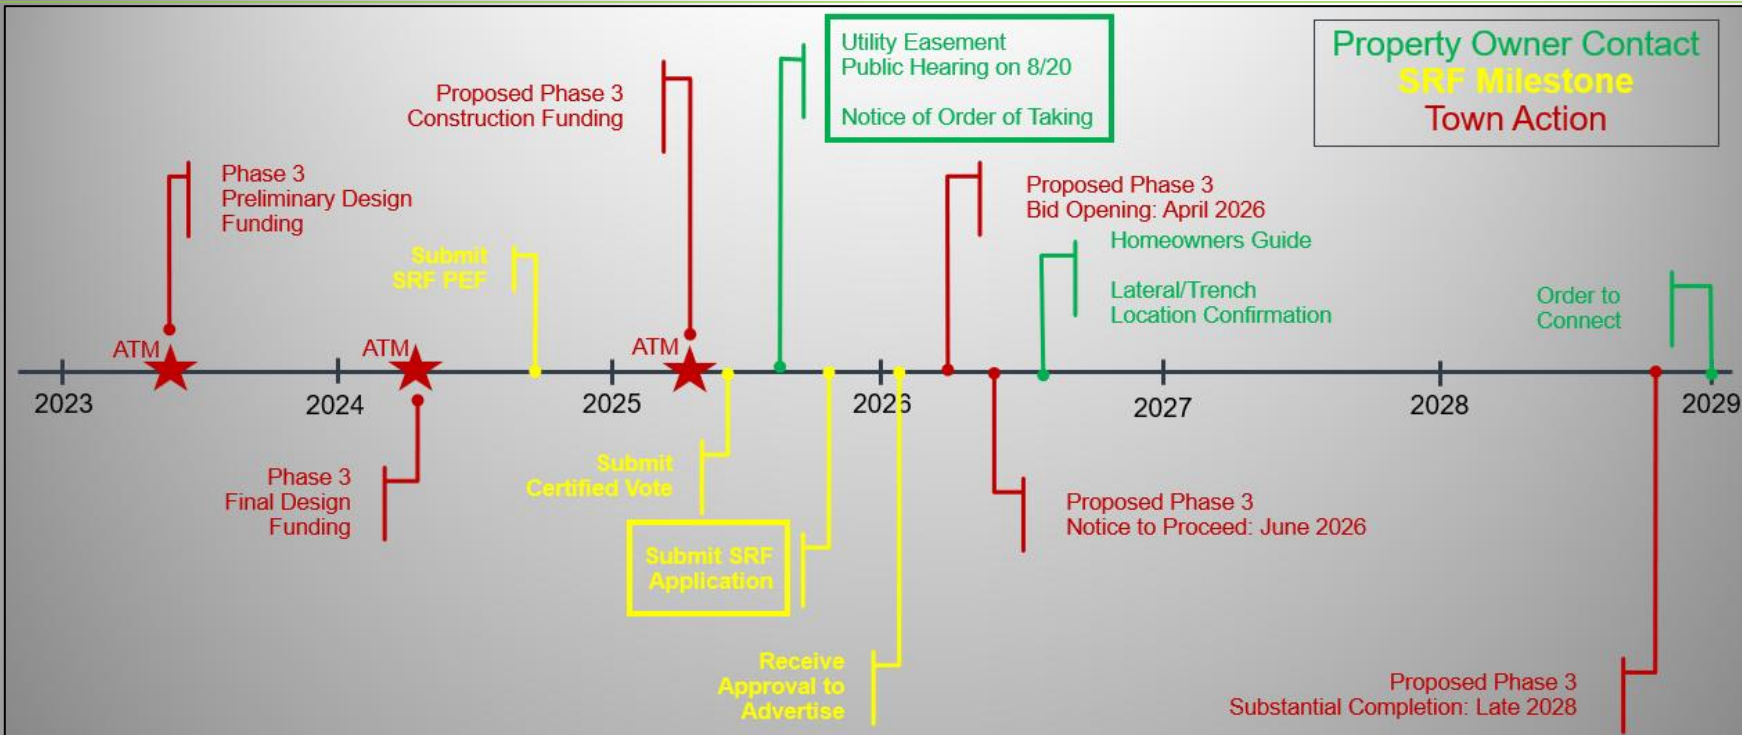 Property Owner Contact
SRF Milestone
Town Action
Utility Easement
Public Hearing on 8/20
Notice of Order of Taking
Proposed Phase 3
Construction Funding
Phase 3
Preliminary Design
Funding
Submit
SRF PEF
Proposed Phase 3
Bid Opening: April 2026
Homeowners Guide
Lateral/Trench
Location Confirmation
Order to
Connect
ATM
ATM
ATM
2023
2024
2025
2026
2027
2028
2029
Phase 3
Final Design
Funding
Submit
Certified Vote
Submit SRF
Application
Receive
Approval to
Advertise
Proposed Phase 3
Notice to Proceed: June 2026
Proposed Phase 3
Substantial Completion: Late 2028